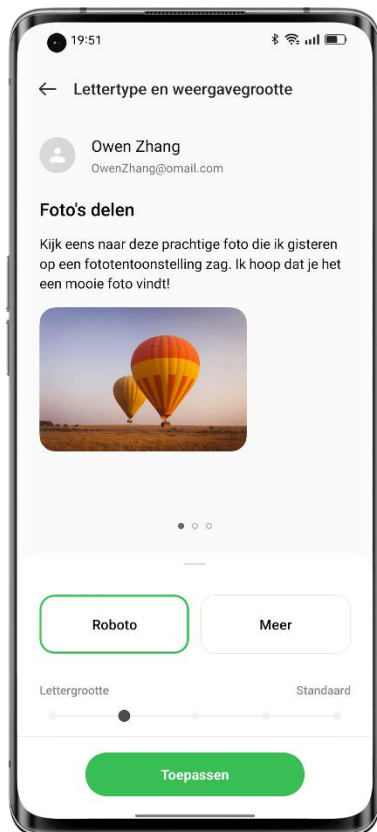 19:51
Lettertype en weergavegrootte
Owen Zhang
OwenZhang@omail.com
Foto's delen
Kijk eens naar deze prachtige foto die ik gisteren
op een fototentoonstelling zag. Ik hoop dat je het
een mooie foto vindt!
Roboto
Meer
Lettergrootte
Standaard
Toepassen